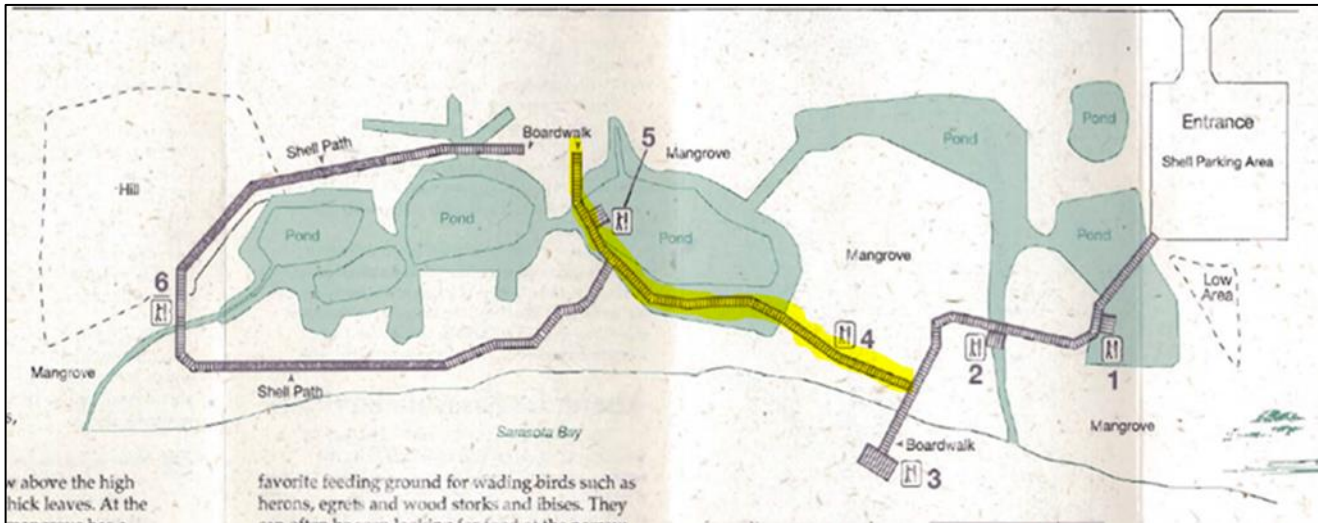 Entrance
Shell Parking Area
Pond
Pond
Pond
Low
Area
1
Mangrove
2
Mangrove
Boardwalk
3
4
Mangrove
5
Boardwalk
Pond
Pond
Pond
Shell Path
Hill
6
Mangrove
Shell Path
Sarasota Bay
s,
w above the high
hick leaves. At the
favorite feeding ground for wading birds such as
herons, egrets and wood storks and ibises. They